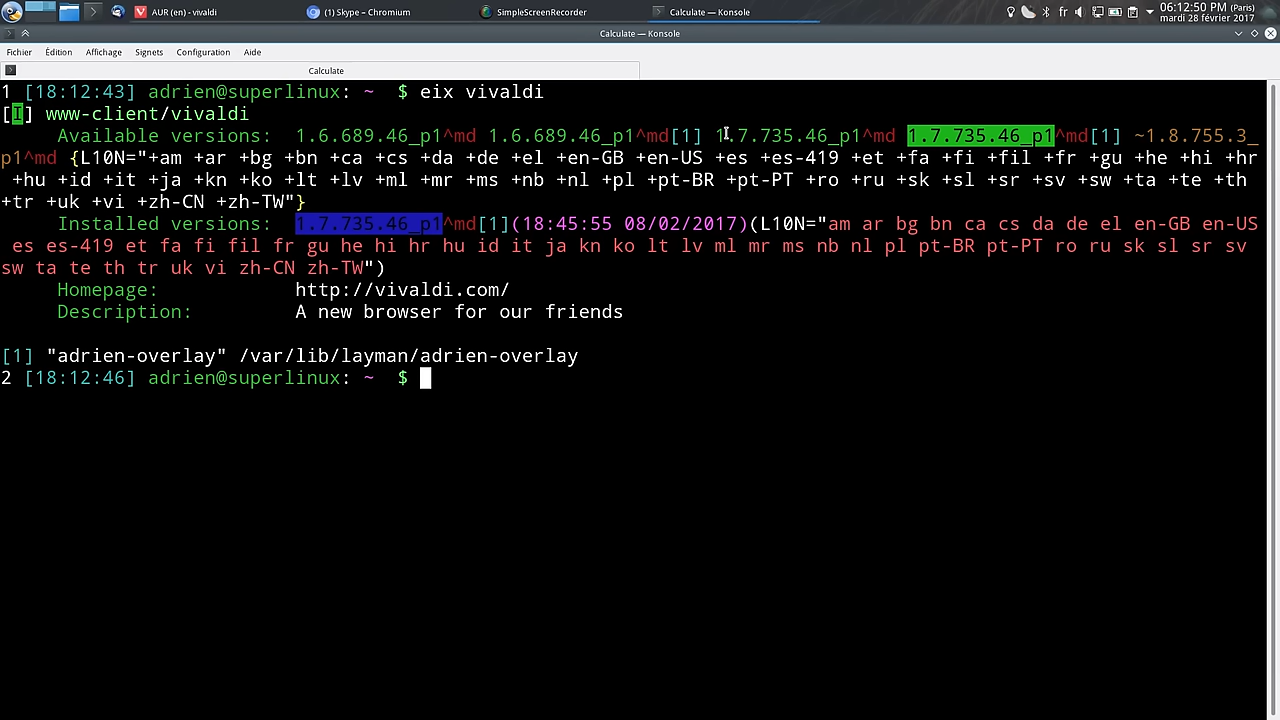 AUR (en) - vivaldi
(1) Skype – Chromium
SimpleScreenRecorder
Calculate — Konsole
fr
06:12:50 PM (Paris)
mardi 28 février 2017
Calculate — Konsole
Fichier Édition Affichage Signets Configuration Aide
Calculate
1 [18:12:43] adrien@superlinux: ~ $ eix vivaldi
[I] www-client/vivaldi
Available versions: 1.6.689.46_p1^md 1.6.689.46_p1^md[1] 1.7.735.46_p1^md 1.7.735.46_p1^md[1] ~1.8.755.3_
p1^md {L10N="+am +ar +bg +bn +ca +cs +da +de +el +en-GB +en-US +es +es-419 +et +fa +fi +fil +fr +gu +he +hi +hr
+hu +id +it +ja +kn +ko +lt +lv +ml +mr +ms +nb +nl +pl +pt-BR +pt-PT +ro +ru +sk +sl +sr +sv +sw +ta +te +th
+tr +uk +vi +zh-CN +zh-TW"}
Installed versions: 1.7.735.46_p1^md[1](18:45:55 08/02/2017)(L10N="am ar bg bn ca cs da de el en-GB en-US
es es-419 et fa fi fil fr gu he hi hr hu id it ja kn ko lt lv ml mr ms nb nl pl pt-BR pt-PT ro ru sk sl sr sv
sw ta te th tr uk vi zh-CN zh-TW")
Homepage: http://vivaldi.com/
Description: A new browser for our friends
[1] "adrien-overlay" /var/lib/layman/adrien-overlay
2 [18:12:46] adrien@superlinux: ~ $